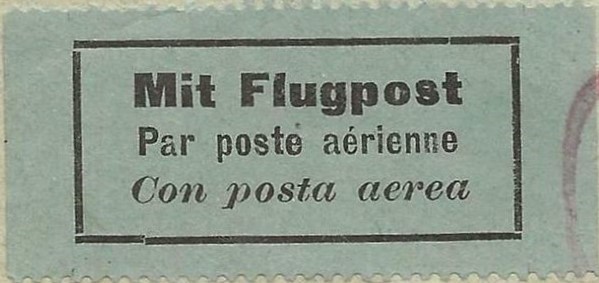 Mit Flugpost
Par poste aérienne
Con posta aerea